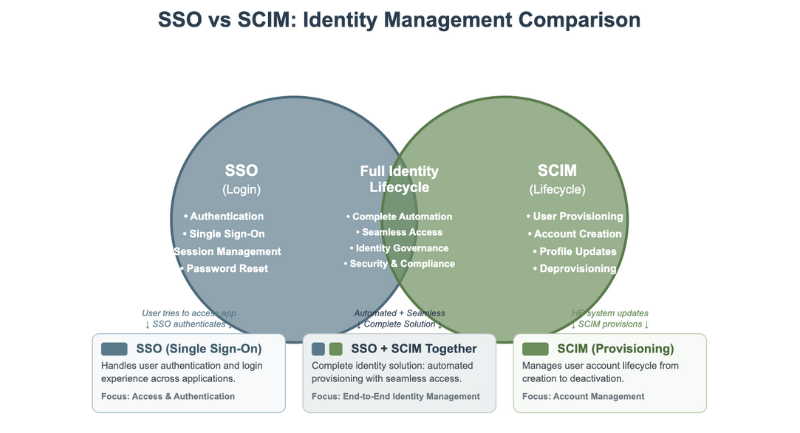 SSO vs SCIM: Identity Management Comparison
SSO
(Login)
• Authentication
• Single Sign-On
Session Management
• Password Reset
Full Identity
Lifecycle
• Complete Automation
• Seamless Access
• Identity Governance
• Security & Compliance
SCIM
(Lifecycle)
• User Provisioning
• Account Creation
• Profile Updates
• Deprovisioning
User tries to access app
↓ SSO authenticates ↓
Automated + Seamless
↓ Complete Solution ↓
HR system updates
↓ SCIM provisions ↓
SSO (Single Sign-On)
Handles user authentication and login
experience across applications.
Focus: Access & Authentication
SSO + SCIM Together
Complete identity solution: automated
provisioning with seamless access.
Focus: End-to-End Identity Management
SCIM (Provisioning)
Manages user account lifecycle from
creation to deactivation.
Focus: Account Management